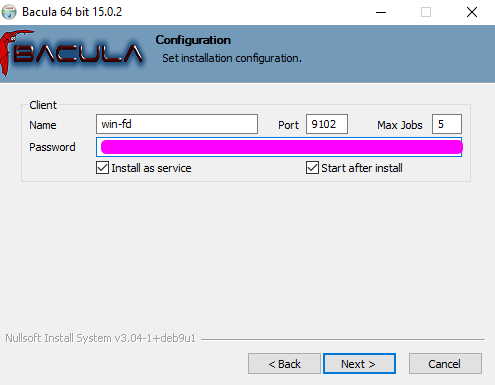 Bacula 64 bit 15.0.2
BACULA
Configuration
Set installation configuration.
Client
Name win-fd Port 9102 Max Jobs 5
Password
Install as service Start after install
Nullsoft Install System v3.04-1+deb9u1
< Back Next > Cancel